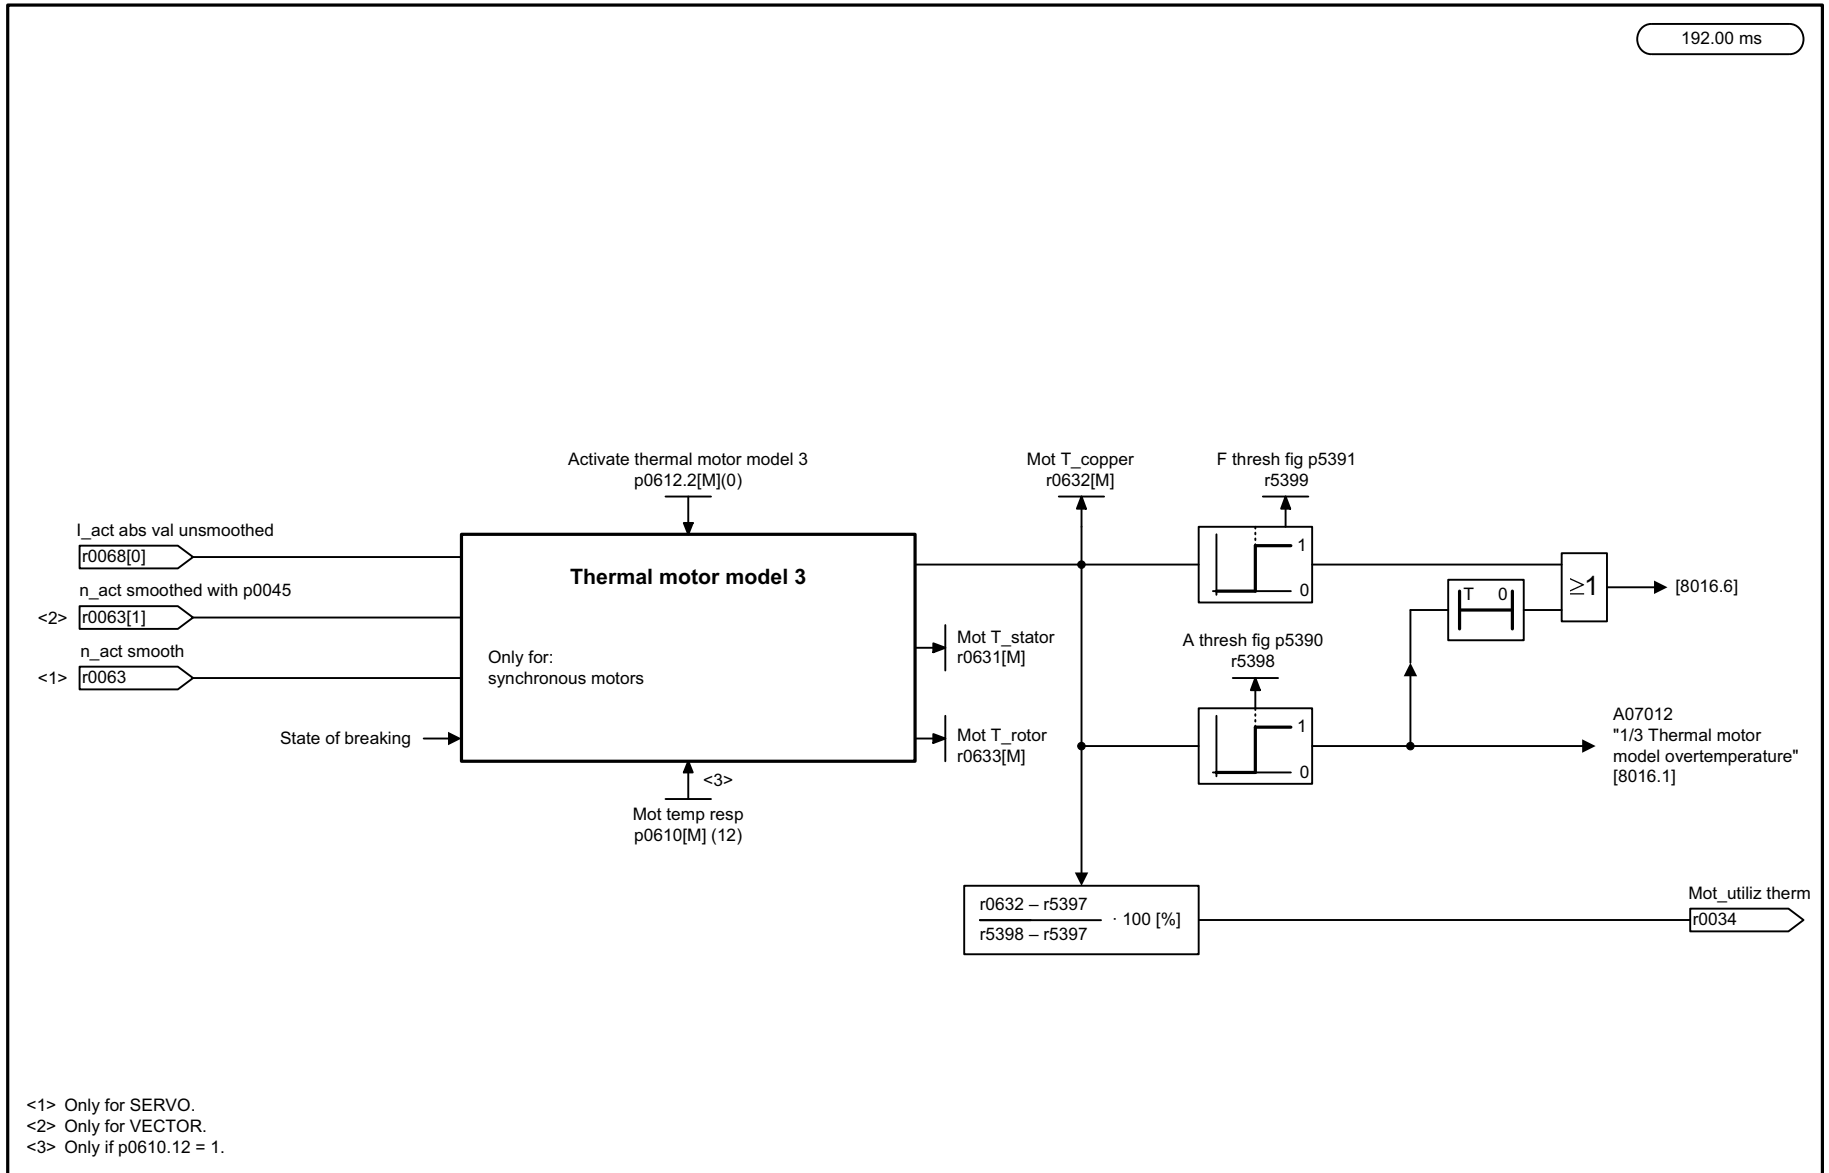 192.00 ms
Activate thermal motor model 3
p0612.2[M](0)
Mot T_copper
r0632[M]
F thresh fig p5391
r5399
I_act abs val unsmoothed
r0068[0]
n_act smoothed with p0045
<2> r0063[1]
n_act smooth
<1> r0063
State of breaking
Thermal motor model 3
Only for:
synchronous motors
Mot T_stator
r0631[M]
Mot T_rotor
r0633[M]
<3>
Mot temp resp
p0610[M] (12)
1
0
A thresh fig p5390
r5398
1
0
T 0
≥1
[8016.6]
A07012
"1/3 Thermal motor
model overtemperature"
[8016.1]
r0632 – r5397
r5398 – r5397
· 100 [%]
Mot_utiliz therm
r0034
<1> Only for SERVO.
<2> Only for VECTOR.
<3> Only if p0610.12 = 1.